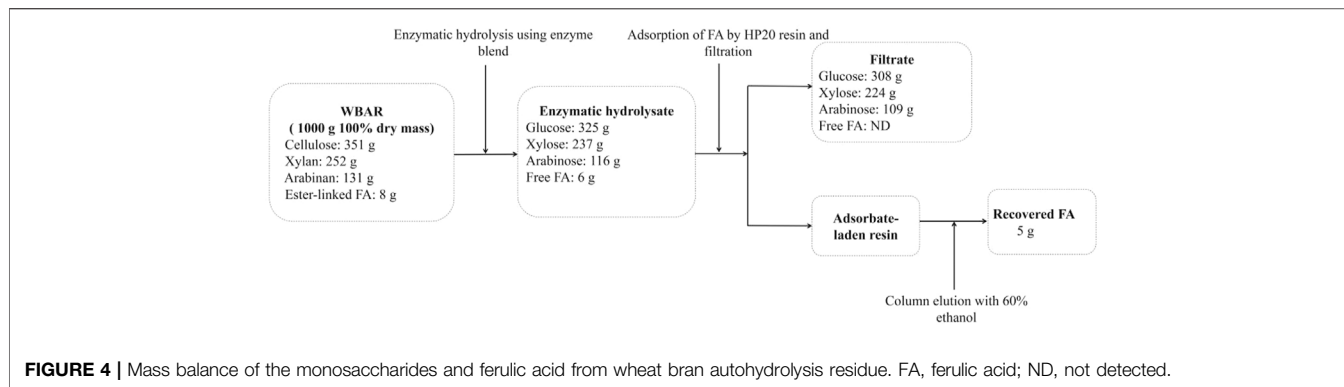 Enzymatic hydrolysis using enzyme
blend
Adsorption of FA by HP20 resin and
filtration
WBAR
( 1000 g 100% dry mass)
Cellulose: 351 g
Xylan: 252 g
Arabinan: 131 g
Ester-linked FA: 8 g
Enzymatic hydrolysate
Glucose: 325 g
Xylose: 237 g
Arabinose: 116 g
Free FA: 6 g
Filtrate
Glucose: 308 g
Xylose: 224 g
Arabinose: 109 g
Free FA: ND
Adsorbate-
laden resin
Recovered FA
5 g
Column elution with 60%
ethanol
FIGURE 4 | Mass balance of the monosaccharides and ferulic acid from wheat bran autohydrolysis residue. FA, ferulic acid; ND, not detected.